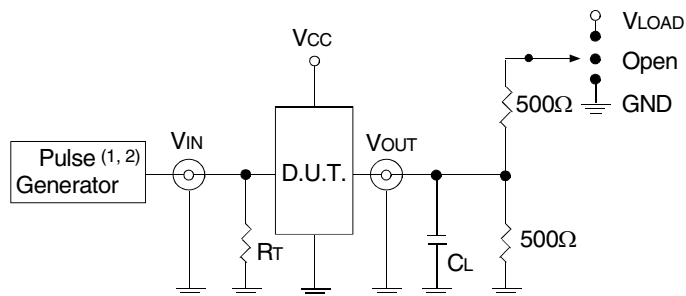 VLOAD
VCC
Open
500Ω
GND
VIN
VOUT
Pulse (1, 2)
Generator
D.U.T.
RT
CL
500Ω